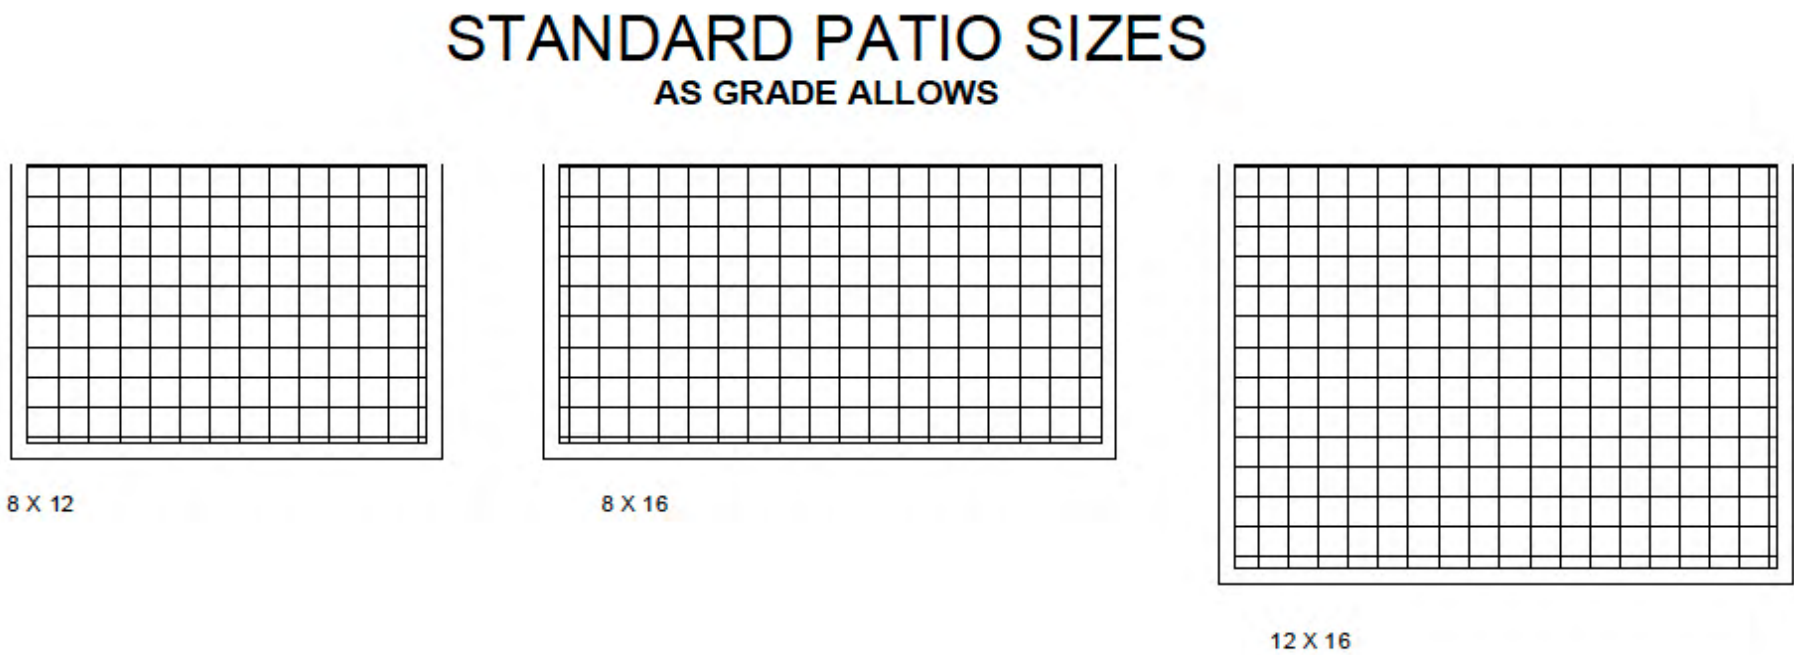 STANDARD PATIO SIZES
AS GRADE ALLOWS
8 X 12
8 X 16
12 X 16